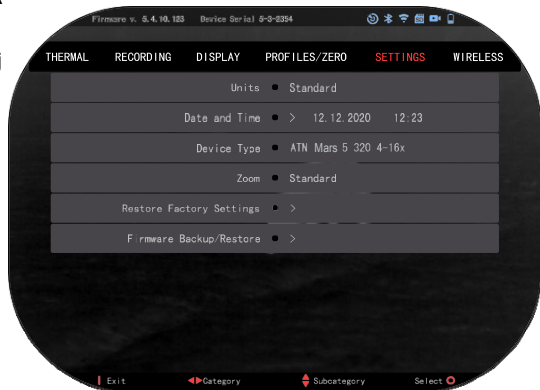 Firmware v. 5.4.10.123 Device Serial 5-3-2354
THERMAL RECORDING DISPLAY PROFILES/ZERO SETTINGS WIRELESS
Units Standard
Date and Time > 12.12.2020 12:23
Device Type ATN Mars 5 320 4-16x
Zoom Standard
Restore Factory Settings >
Firmware Backup/Restore >
Exit Category Subcategory Select